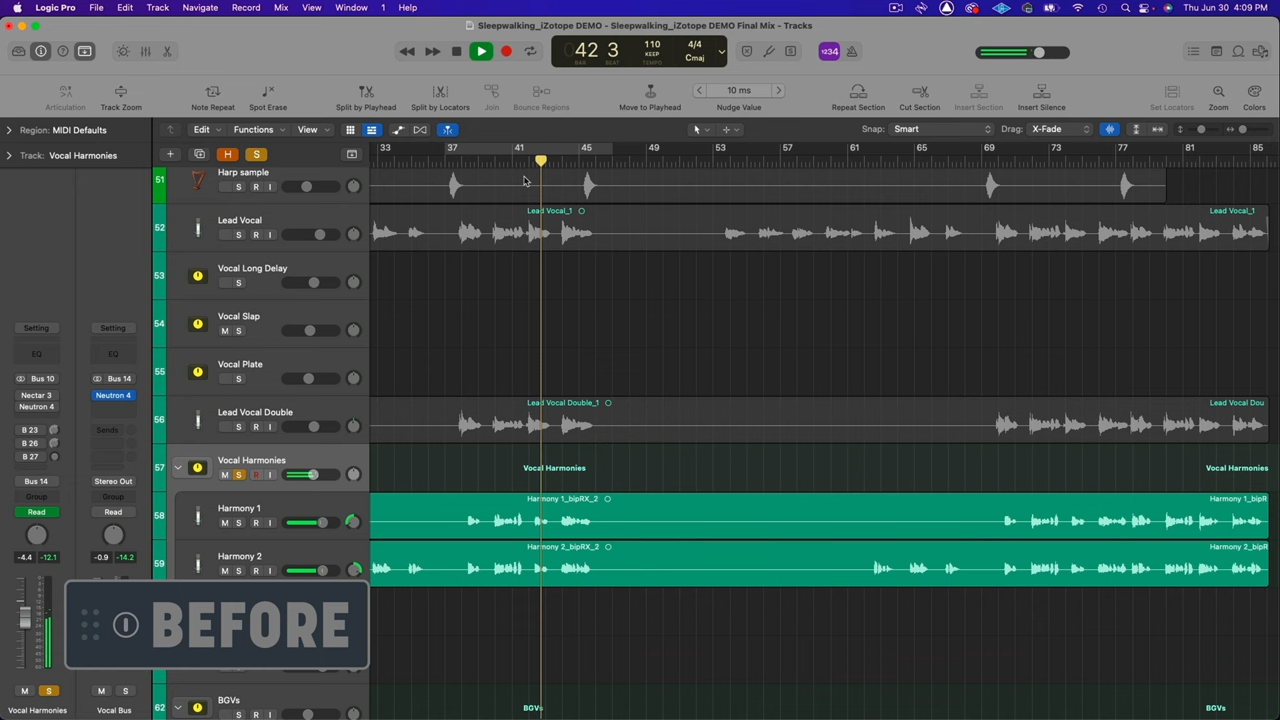 Logic Pro File Edit Track Navigate Record Mix View Window 1 Help Thu Jun 30 4:09 PM
Sleepwalking_iZotope DEMO - Sleepwalking_iZotope DEMO Final Mix - Tracks
42 3 110 4/4
BAR BEAT KEEP TEMPO Cmaj
1234
10 ms
Articulation Track Zoom Note Repeat Spot Erase Split by Playhead Split by Locators Join Bounce Regions Move to Playhead Nudge Value Repeat Section Cut Section Insert Section Insert Silence Set Locators Zoom Colors
Region: MIDI Defaults Edit Functions View Snap: Smart Drag: X-Fade
Track: Vocal Harmonies H S 33 37 41 45 49 53 57 61 65 69 73 77 81 85
51 Harp sample
S R I
Lead Vocal_1 Lead Vocal_1
52 Lead Vocal
S R I
53 Vocal Long Delay
S
54 Vocal Slap
M S
55 Vocal Plate
S
Lead Vocal Double_1 Lead Vocal Dou
56 Lead Vocal Double
S R I
57 Vocal Harmonies
M S R I
Vocal Harmonies Vocal Harmonies
Harmony 1_bipRX_2 Harmony 1_bipR
58 Harmony 1
S R I
Harmony 2_bipRX_2 Harmony 2_bipR
59 Harmony 2
S R I
62 BGVs
S R I
BGVs BGVs
Setting Setting
EQ EQ
Bus 10 Bus 14
Nectar 3 Neutron 4
Neutron 4
B 23 Sends
B 26
B 27
Bus 14 Stereo Out
Group Group
Read Read
-4.4 -12.1 -0.9 -14.2
BEFORE
M S M S
Vocal Harmonies Vocal Bus